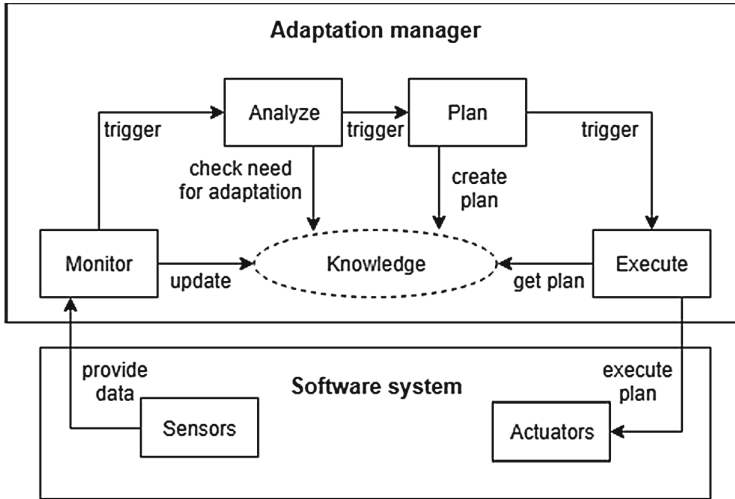 Adaptation manager
Analyze
Plan
trigger
trigger
trigger
check need
for adaptation
create
plan
Monitor
Knowledge
Execute
update
get plan
provide
data
Software system
execute
plan
Sensors
Actuators